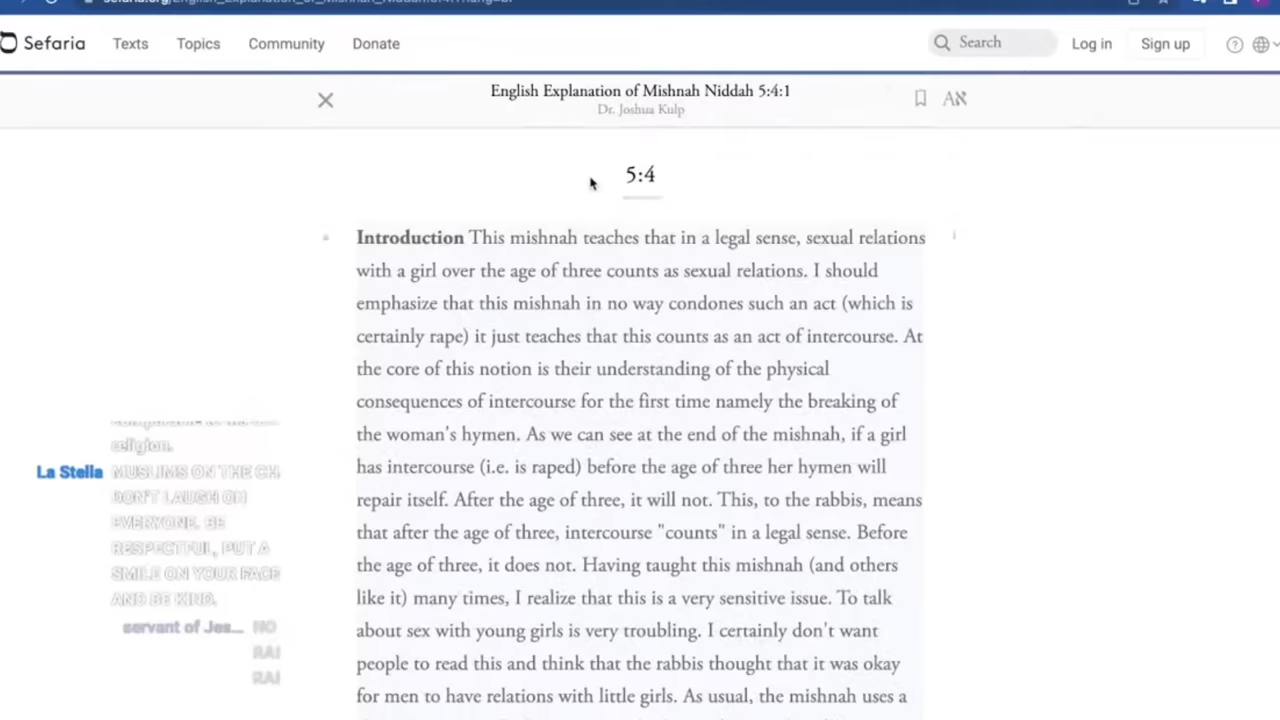 Sefaria Texts Topics Community Donate Search Log in Sign up
English Explanation of Mishnah Niddah 5:4:1
Dr. Joshua Kulp
5:4
Introduction This mishnah teaches that in a legal sense, sexual relations
with a girl over the age of three counts as sexual relations. I should
emphasize that this mishnah in no way condones such an act (which is
certainly rape) it just teaches that this counts as an act of intercourse. At
the core of this notion is their understanding of the physical
consequences of intercourse for the first time namely the breaking of
the woman's hymen. As we can see at the end of the mishnah, if a girl
has intercourse (i.e. is raped) before the age of three her hymen will
repair itself. After the age of three, it will not. This, to the rabbis, means
that after the age of three, intercourse "counts" in a legal sense. Before
the age of three, it does not. Having taught this mishnah (and others
like it) many times, I realize that this is a very sensitive issue. To talk
about sex with young girls is very troubling. I certainly don't want
people to read this and think that the rabbis thought that it was okay
for men to have relations with little girls. As usual, the mishnah uses a
religion.
La Stella MUSLIMS ON THE CH
DON'T LAUGH ON
EVERYONE. BE
RESPECTFUL, PUT A
SMILE ON YOUR FACE
AND BE KIND.
servant of Jes... NO
RAI
RAI